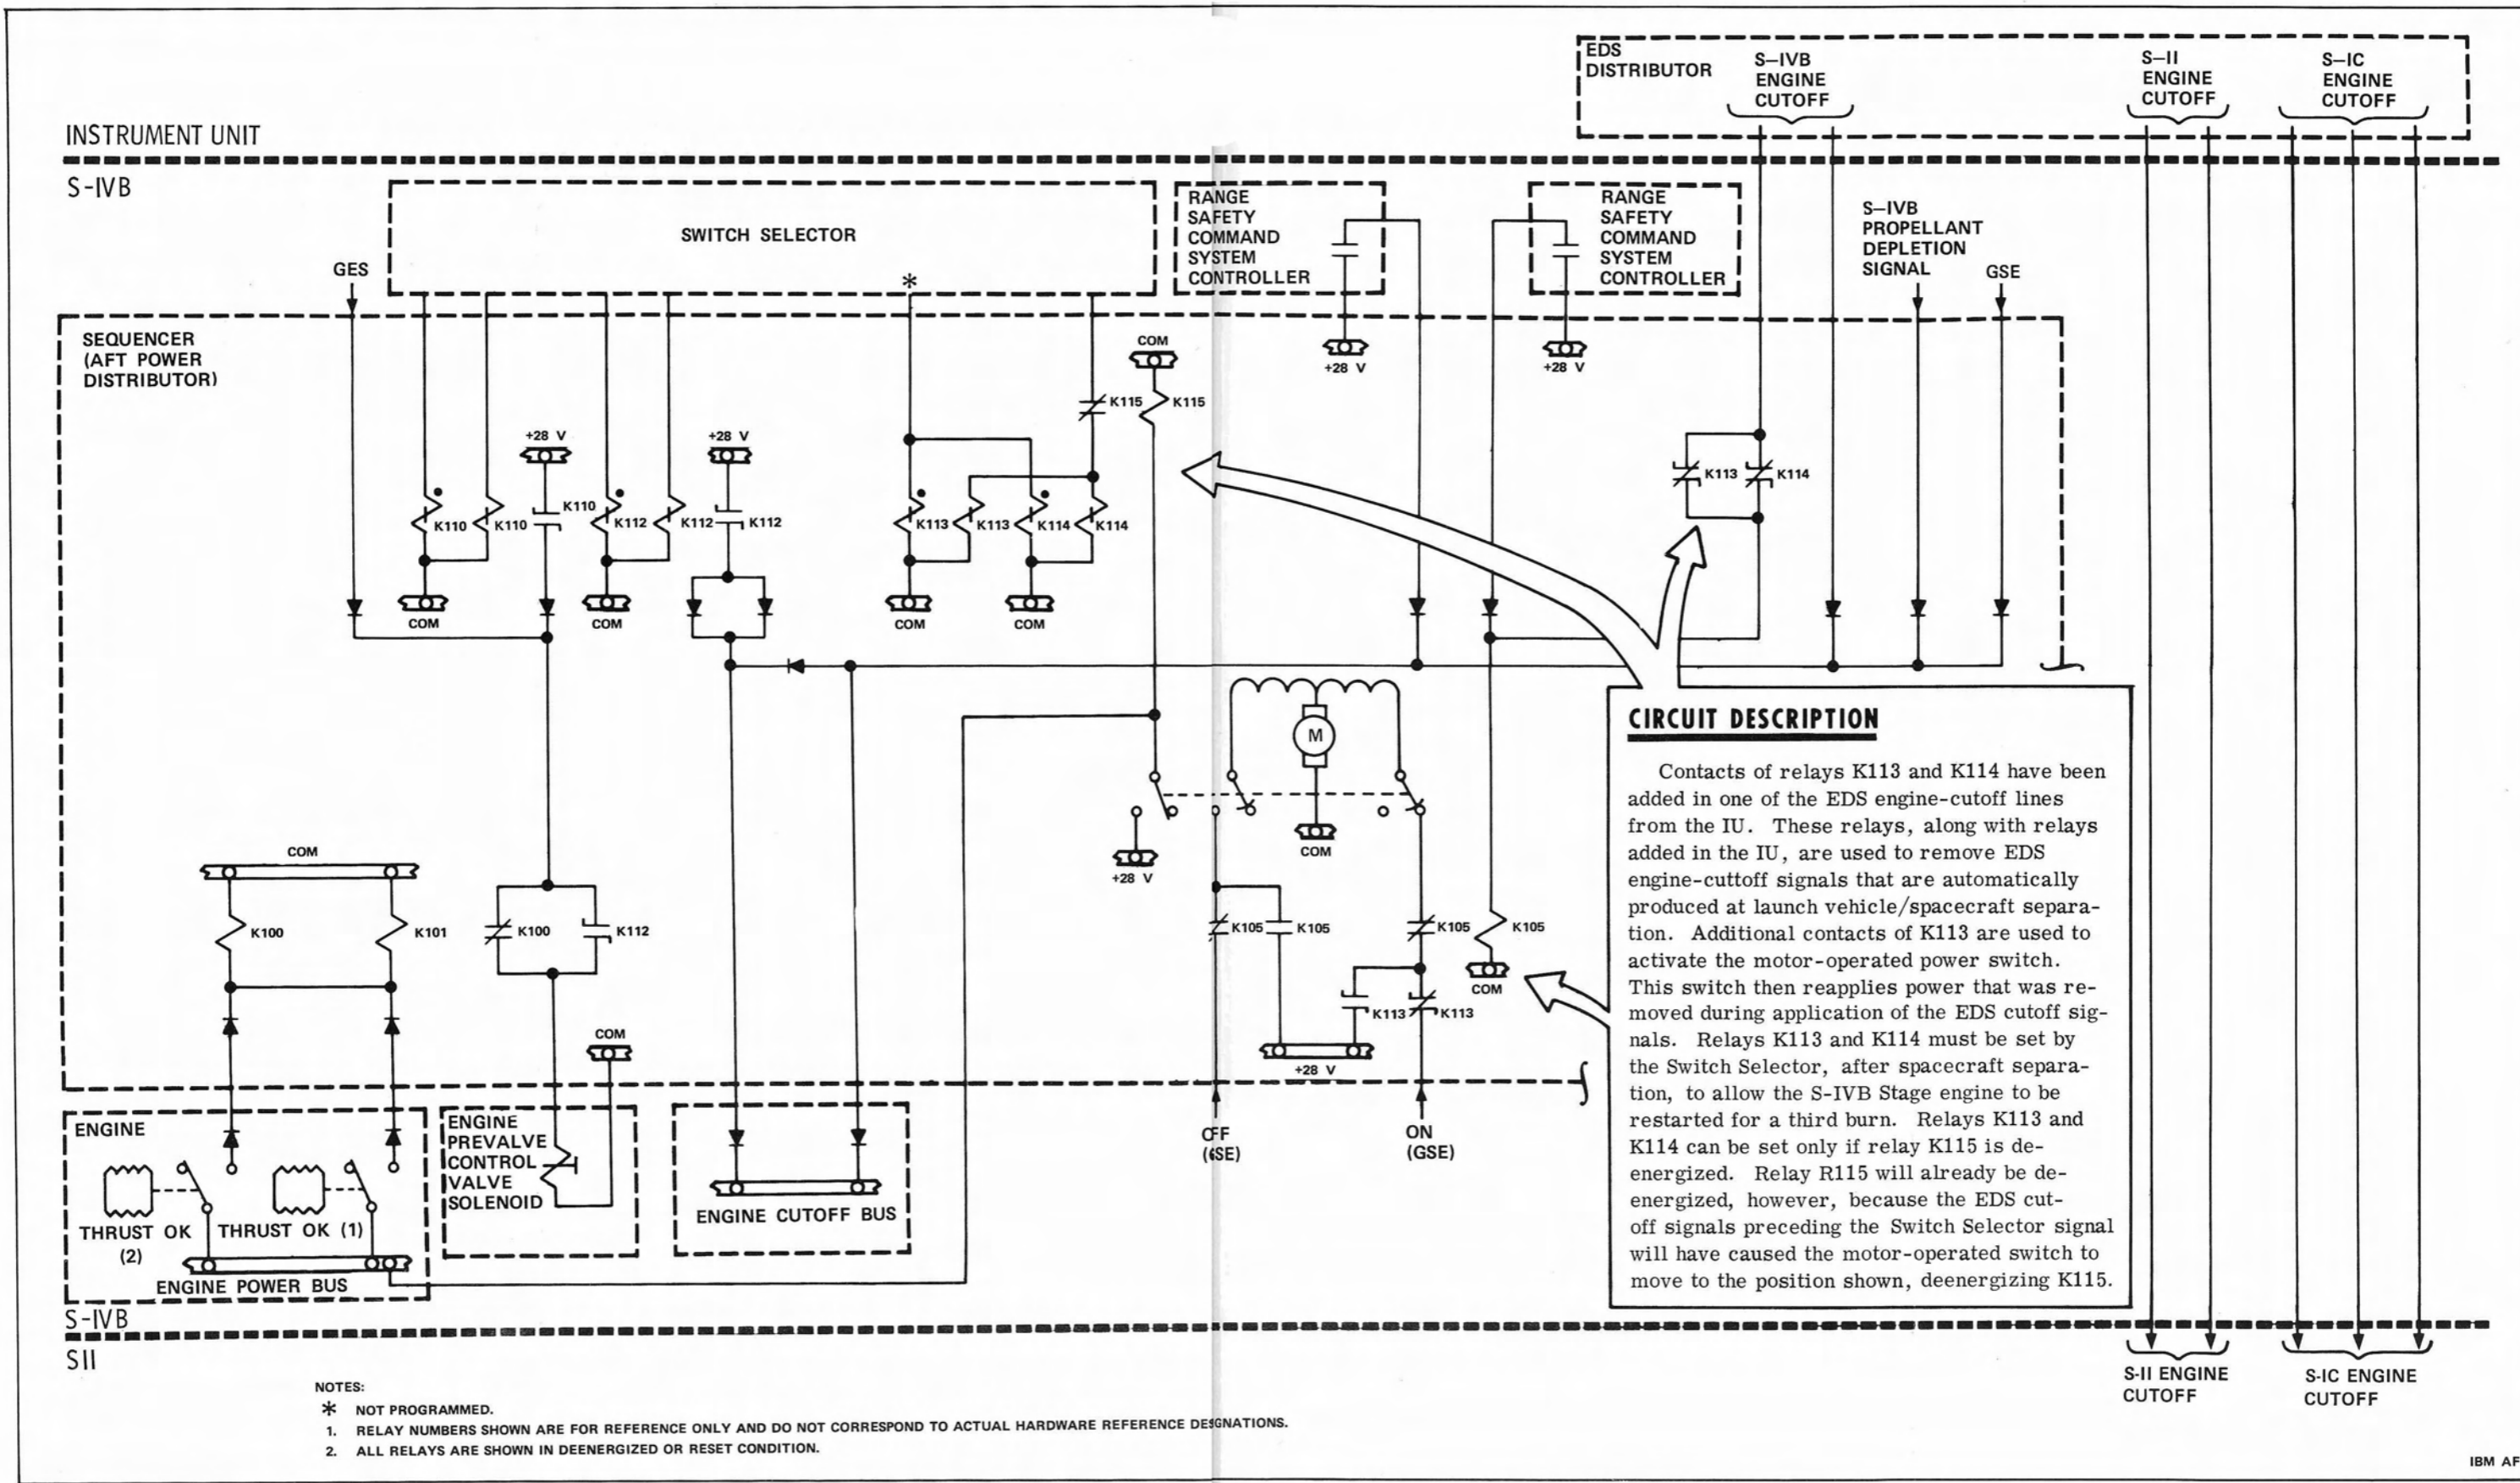 EDS
DISTRIBUTOR
S–IVB
ENGINE
CUTOFF
S–II
ENGINE
CUTOFF
S–IC
ENGINE
CUTOFF
INSTRUMENT UNIT
S-IVB
SWITCH SELECTOR
*
GES
RANGE
SAFETY
COMMAND
SYSTEM
CONTROLLER
RANGE
SAFETY
COMMAND
SYSTEM
CONTROLLER
S–IVB
PROPELLANT
DEPLETION
SIGNAL
GSE
SEQUENCER
(AFT POWER
DISTRIBUTOR)
COM
+28 V
+28 V
K115
K115
+28 V
+28 V
K113
K114
K110
K110
K110
K112
K112
K112
K113
K113
K114
K114
COM
COM
COM
COM
M
COM
+28 V
COM
K100
K101
K100
K112
K105
K105
K105
K105
COM
K113
K113
+28 V
COM
OFF
(GSE)
ON
(GSE)
ENGINE
THRUST OK
(2)
THRUST OK (1)
ENGINE POWER BUS
ENGINE
PREVALVE
CONTROL
VALVE
SOLENOID
ENGINE CUTOFF BUS
CIRCUIT DESCRIPTION
Contacts of relays K113 and K114 have been
added in one of the EDS engine-cutoff lines
from the IU. These relays, along with relays
added in the IU, are used to remove EDS
engine-cuttoff signals that are automatically
produced at launch vehicle/spacecraft separa-
tion. Additional contacts of K113 are used to
activate the motor-operated power switch.
This switch then reapplies power that was re-
moved during application of the EDS cutoff sig-
nals. Relays K113 and K114 must be set by
the Switch Selector, after spacecraft separa-
tion, to allow the S-IVB Stage engine to be
restarted for a third burn. Relays K113 and
K114 can be set only if relay K115 is de-
energized. Relay R115 will already be de-
energized, however, because the EDS cut-
off signals preceding the Switch Selector signal
will have caused the motor-operated switch to
move to the position shown, deenergizing K115.
S-IVB
SII
S-II ENGINE
CUTOFF
S-IC ENGINE
CUTOFF
NOTES:
* NOT PROGRAMMED.
1. RELAY NUMBERS SHOWN ARE FOR REFERENCE ONLY AND DO NOT CORRESPOND TO ACTUAL HARDWARE REFERENCE DESIGNATIONS.
2. ALL RELAYS ARE SHOWN IN DEENERGIZED OR RESET CONDITION.
IBM AF